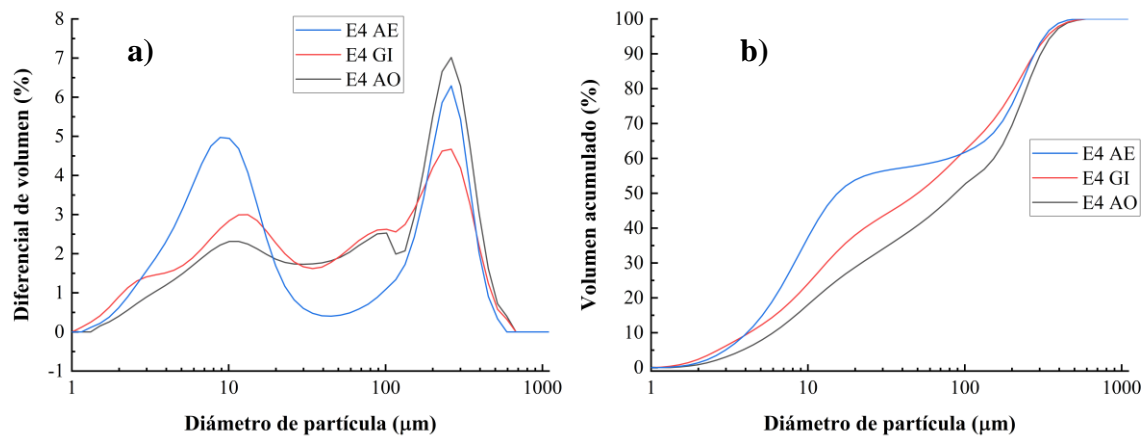 a)
E4 AE
E4 GI
E4 AO
Diferencial de volumen (%)
8
7
6
5
4
3
2
1
0
-1
1
10
100
1000
Diámetro de partícula (μm)
b)
E4 AE
E4 GI
E4 AO
Volumen acumulado (%)
100
90
80
70
60
50
40
30
20
10
0
1
10
100
1000
Diámetro de partícula (μm)